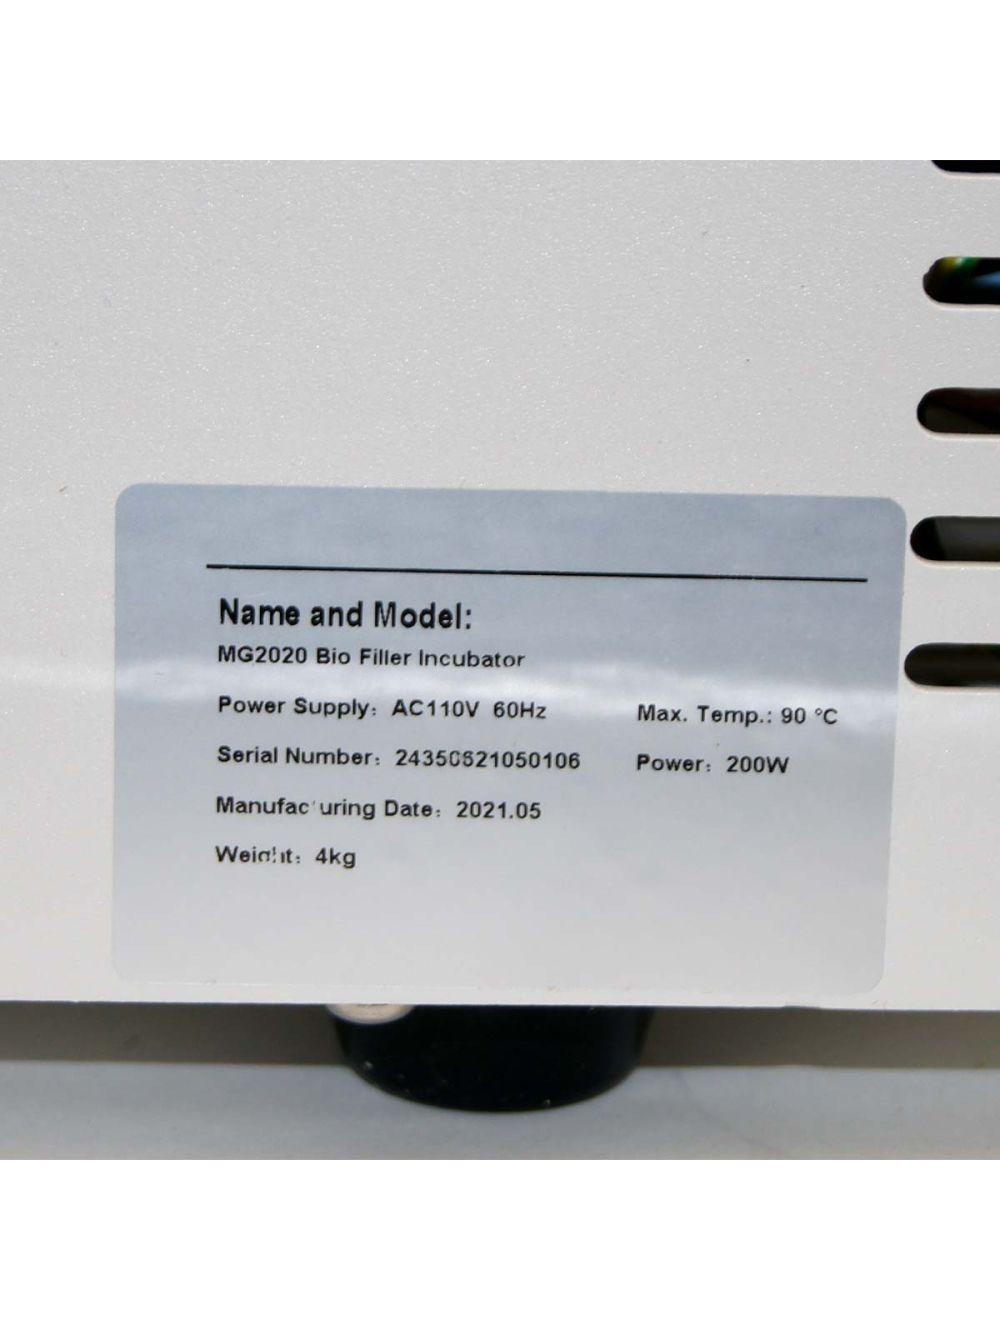 Name and Model:
MG2020 Bio Filler Incubator
Power Supply: AC110V 60Hz Max. Temp.: 90 °C
Serial Number: Power: 200W
Manufacturing Date: 2021.05
Weight: 4kg